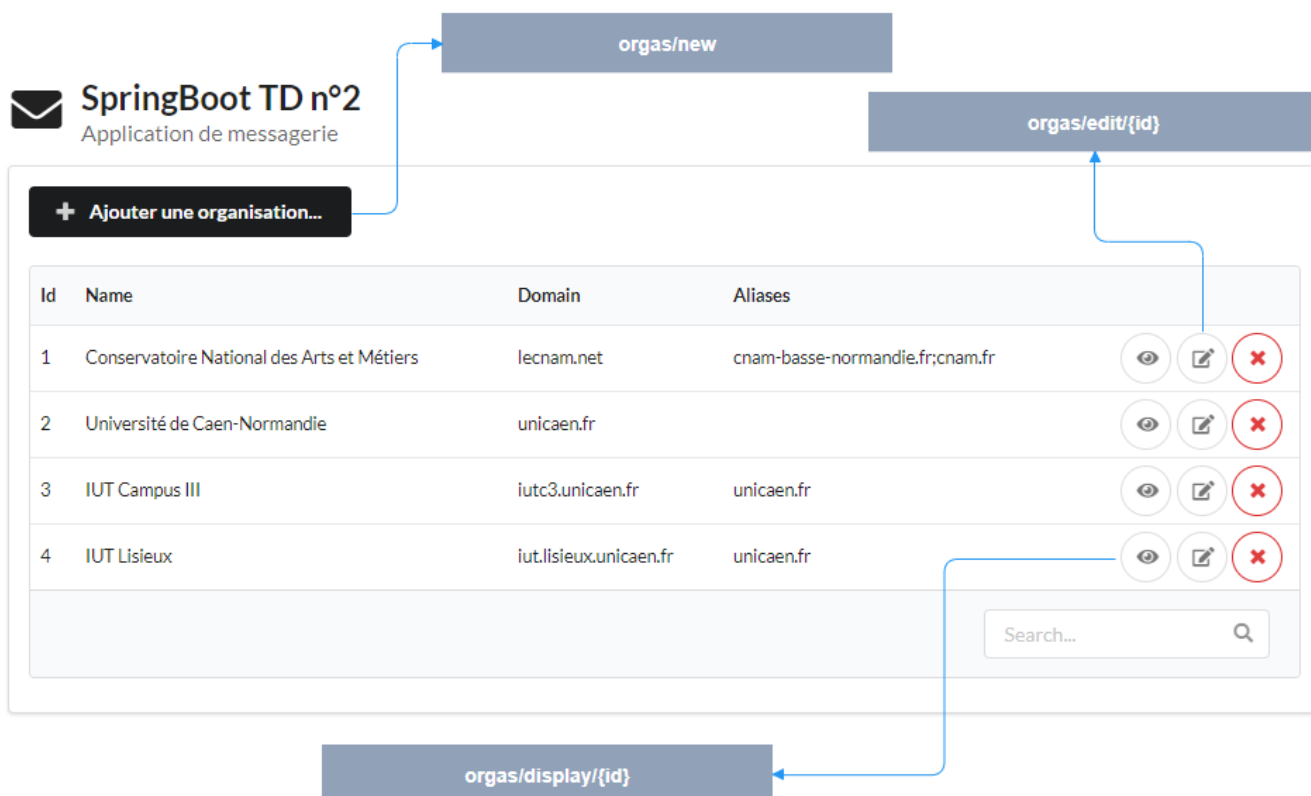 orgas/new
SpringBoot TD n°2
Application de messagerie
orgas/edit/{id}
Ajouter une organisation...
Id Name Domain Aliases
1 Conservatoire National des Arts et Métiers lecnam.net cnam-basse-normandie.fr;cnam.fr
2 Université de Caen-Normandie unicaen.fr
3 IUT Campus III iutc3.unicaen.fr unicaen.fr
4 IUT Lisieux iut.lisieux.unicaen.fr unicaen.fr
Search...
orgas/display/{id}